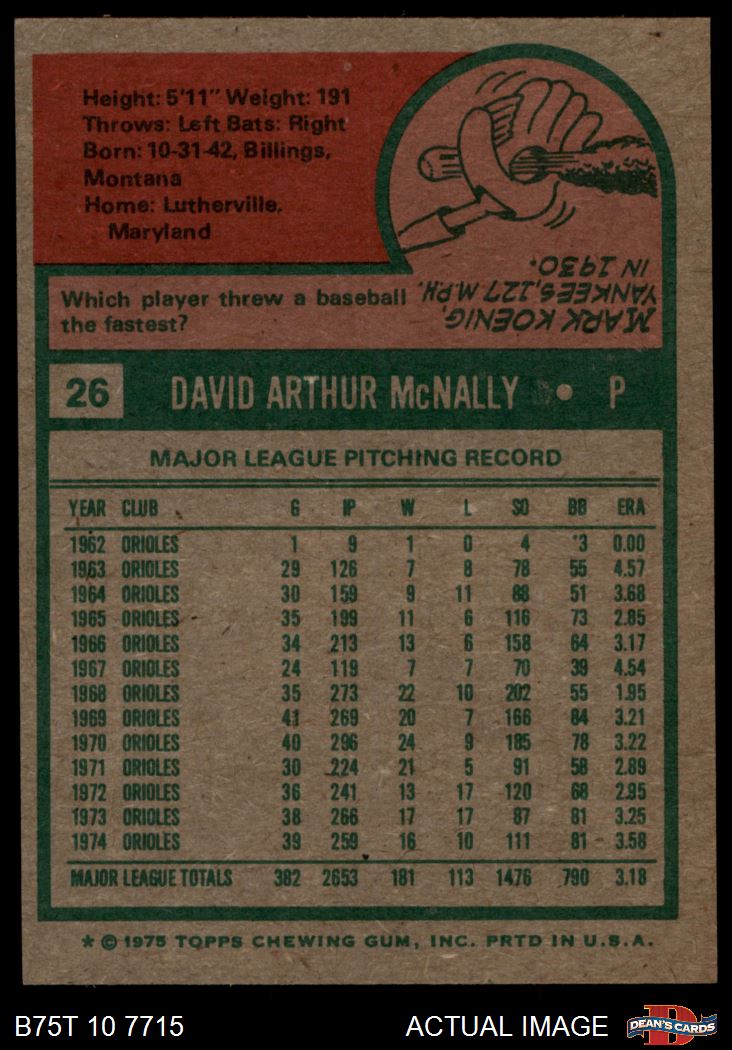 Height: 5'11" Weight: 191
Throws: Left Bats: Right
Born: 10-31-42, Billings,
Montana
Home: Lutherville,
Maryland
Which player threw a baseball
the fastest?
MARK KOENIG,
YANKEES, 127 M.P.H.
IN 1930.
26 DAVID ARTHUR McNALLY • P
MAJOR LEAGUE PITCHING RECORD
YEAR CLUB G IP W L SO BB ERA
1962 ORIOLES 1 9 1 0 4 3 0.00
1963 ORIOLES 29 126 7 8 78 55 4.57
1964 ORIOLES 30 159 9 11 88 51 3.68
1965 ORIOLES 35 199 11 6 116 73 2.85
1966 ORIOLES 34 213 13 6 158 64 3.17
1967 ORIOLES 24 119 7 7 70 39 4.54
1968 ORIOLES 35 273 22 10 202 55 1.95
1969 ORIOLES 41 269 20 7 166 84 3.21
1970 ORIOLES 40 296 24 9 185 78 3.22
1971 ORIOLES 30 224 21 5 91 58 2.89
1972 ORIOLES 36 241 13 17 120 68 2.95
1973 ORIOLES 38 266 17 17 87 81 3.25
1974 ORIOLES 39 259 16 10 111 81 3.58
MAJOR LEAGUE TOTALS 382 2653 181 113 1476 790 3.18
* © 1975 TOPPS CHEWING GUM, INC. PRTD IN U.S.A.
B75T 10 7715 ACTUAL IMAGE
D
DEAN'S CARDS